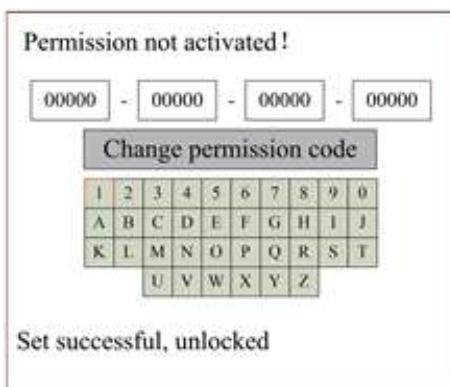 Permission not activated!
00000 - 00000 - 00000 - 00000
Change permission code
1 2 3 4 5 6 7 8 9 0
A B C D E F G H I J
K L M N O P Q R S T
U V W X Y Z
Set successful, unlocked